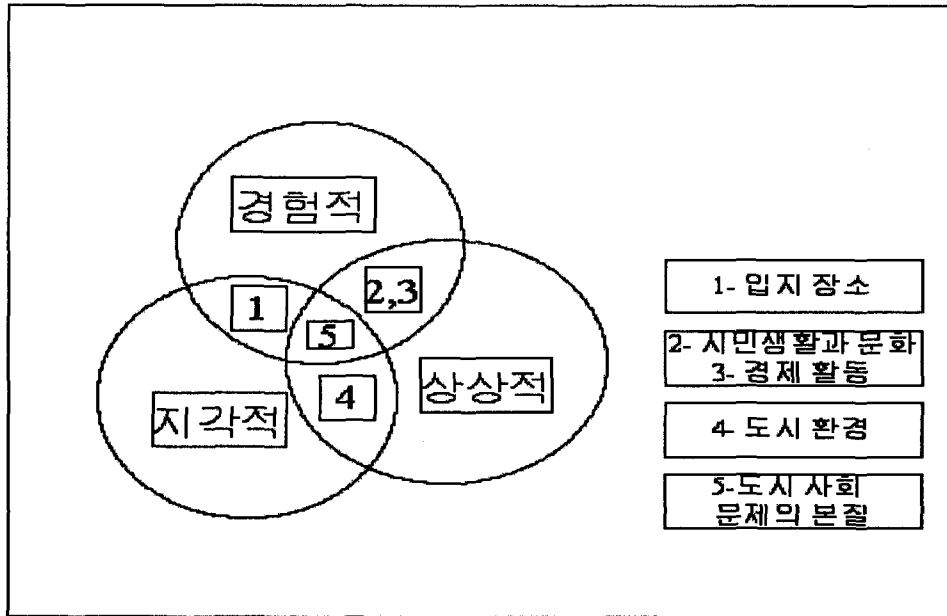 경험적
2,3
1
5
상상적
4
지각적
1- 입지 장소
2- 시민생활과 문화
3- 경제 활동
4- 도시 환경
5-도시 사회
문제의 본질